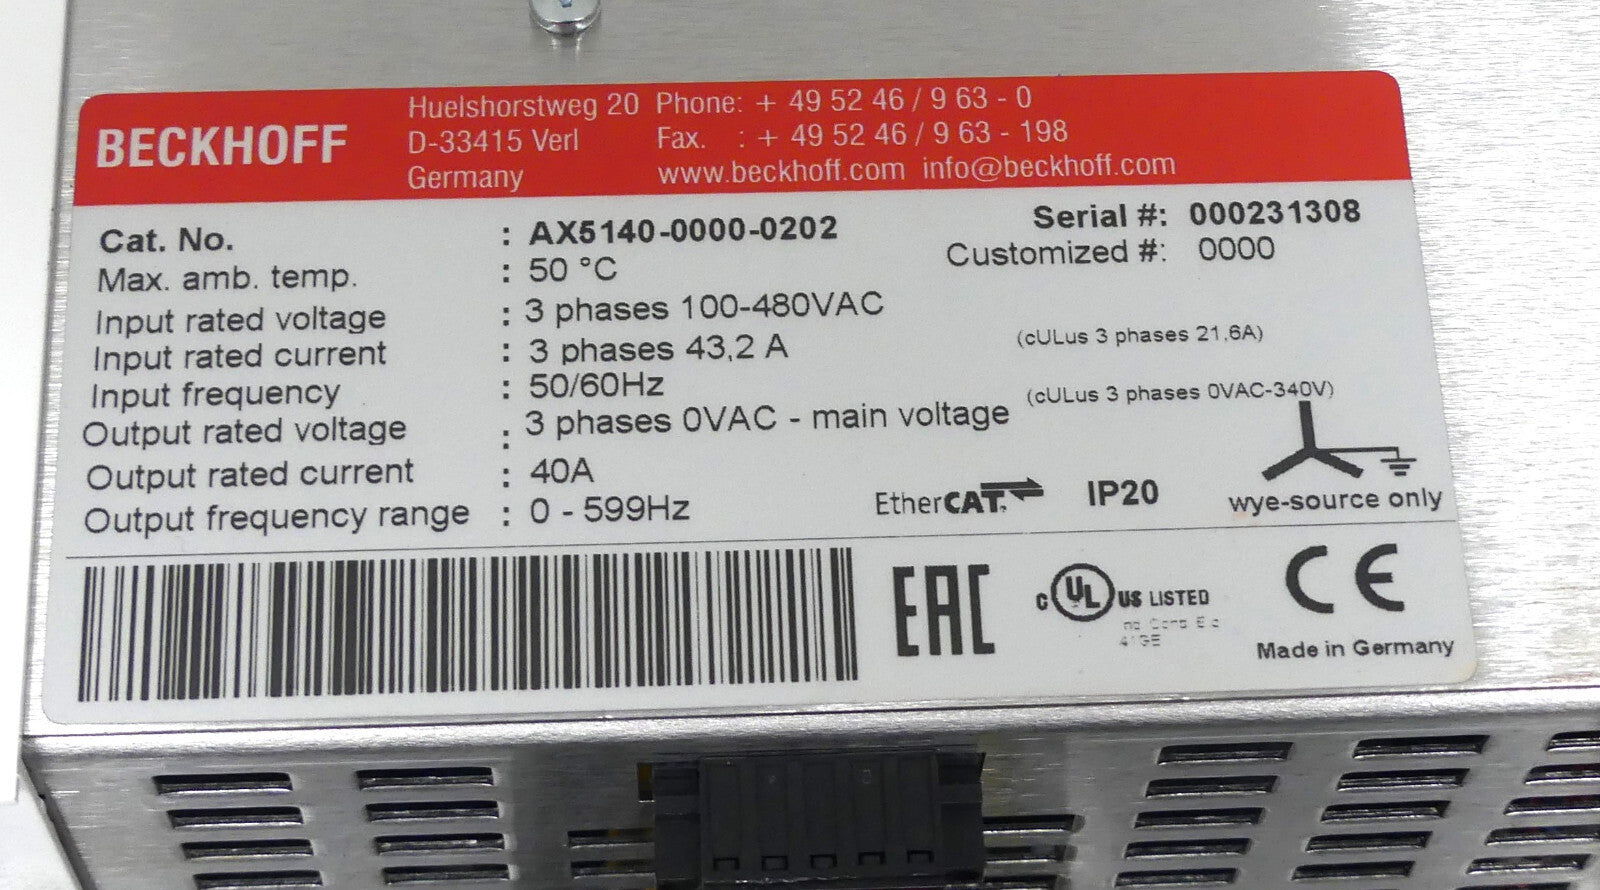 BECKHOFF
Huelshorstweg 20 Phone: + 49 52 46 / 9 63 - 0
D-33415 Verl Fax. : + 49 52 46 / 9 63 - 198
Germany www.beckhoff.com info@beckhoff.com
Cat. No. : AX5140-0000-0202 Serial #: 000231308
Max. amb. temp. : 50 °C Customized #: 0000
Input rated voltage : 3 phases 100-480VAC
Input rated current : 3 phases 43,2 A (cULus 3 phases 21,6A)
Input frequency : 50/60Hz
Output rated voltage : 3 phases 0VAC - main voltage (cULus 3 phases 0VAC-340V)
Output rated current : 40A
Output frequency range : 0 - 599Hz
EtherCAT IP20 wye-source only
EAC c UL US LISTED CE
Made in Germany